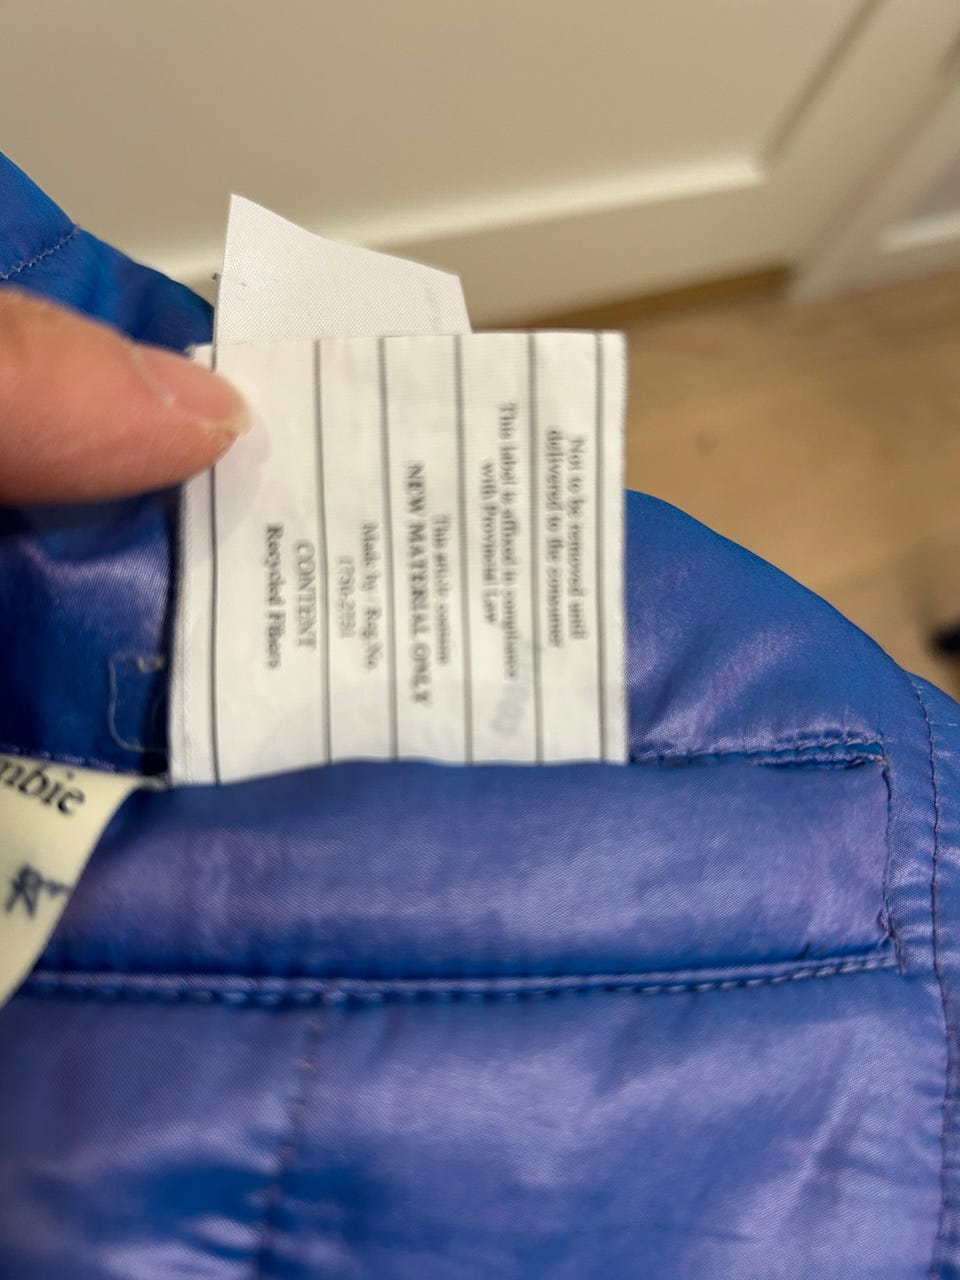 Not to be removed until
delivered to the consumer
This label is affixed in compliance
with Provincial Law
This article contains
NEW MATERIAL ONLY
Made by Reg. No.
CONTENT
Recycled Fibers
mbie